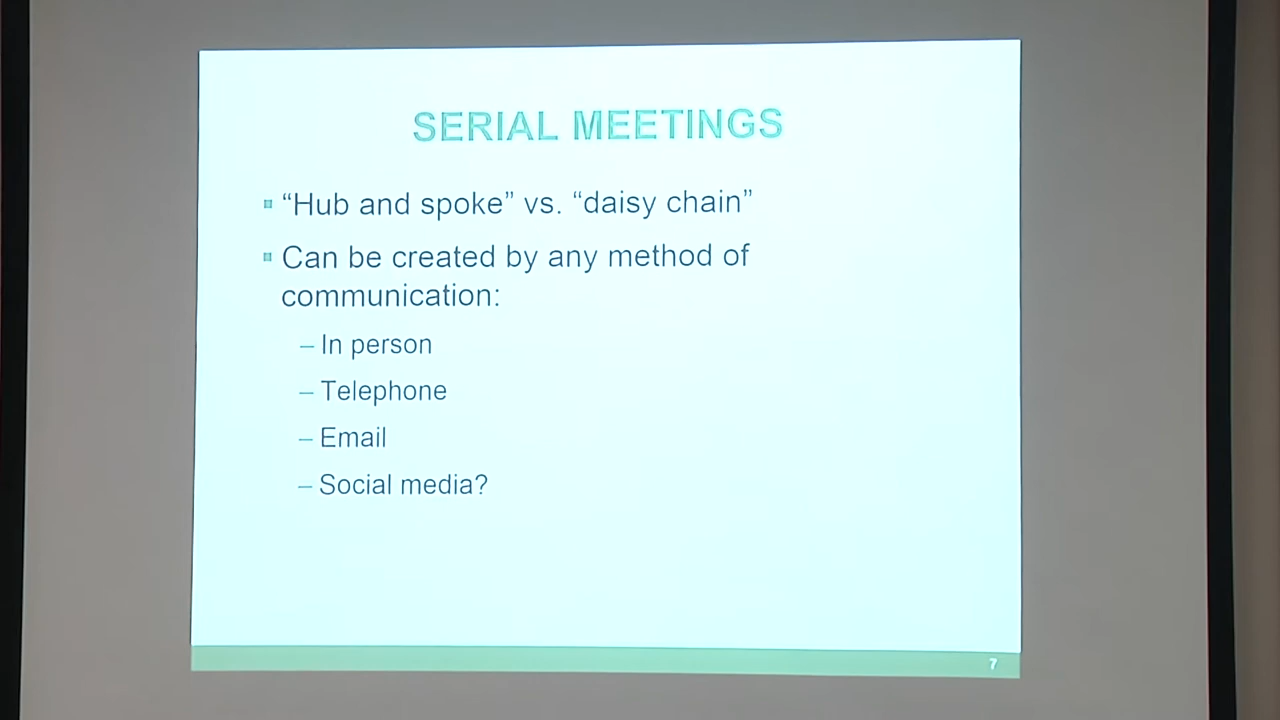 SERIAL MEETINGS
“Hub and spoke” vs. “daisy chain”
Can be created by any method of
communication:
– In person
– Telephone
– Email
– Social media?
7